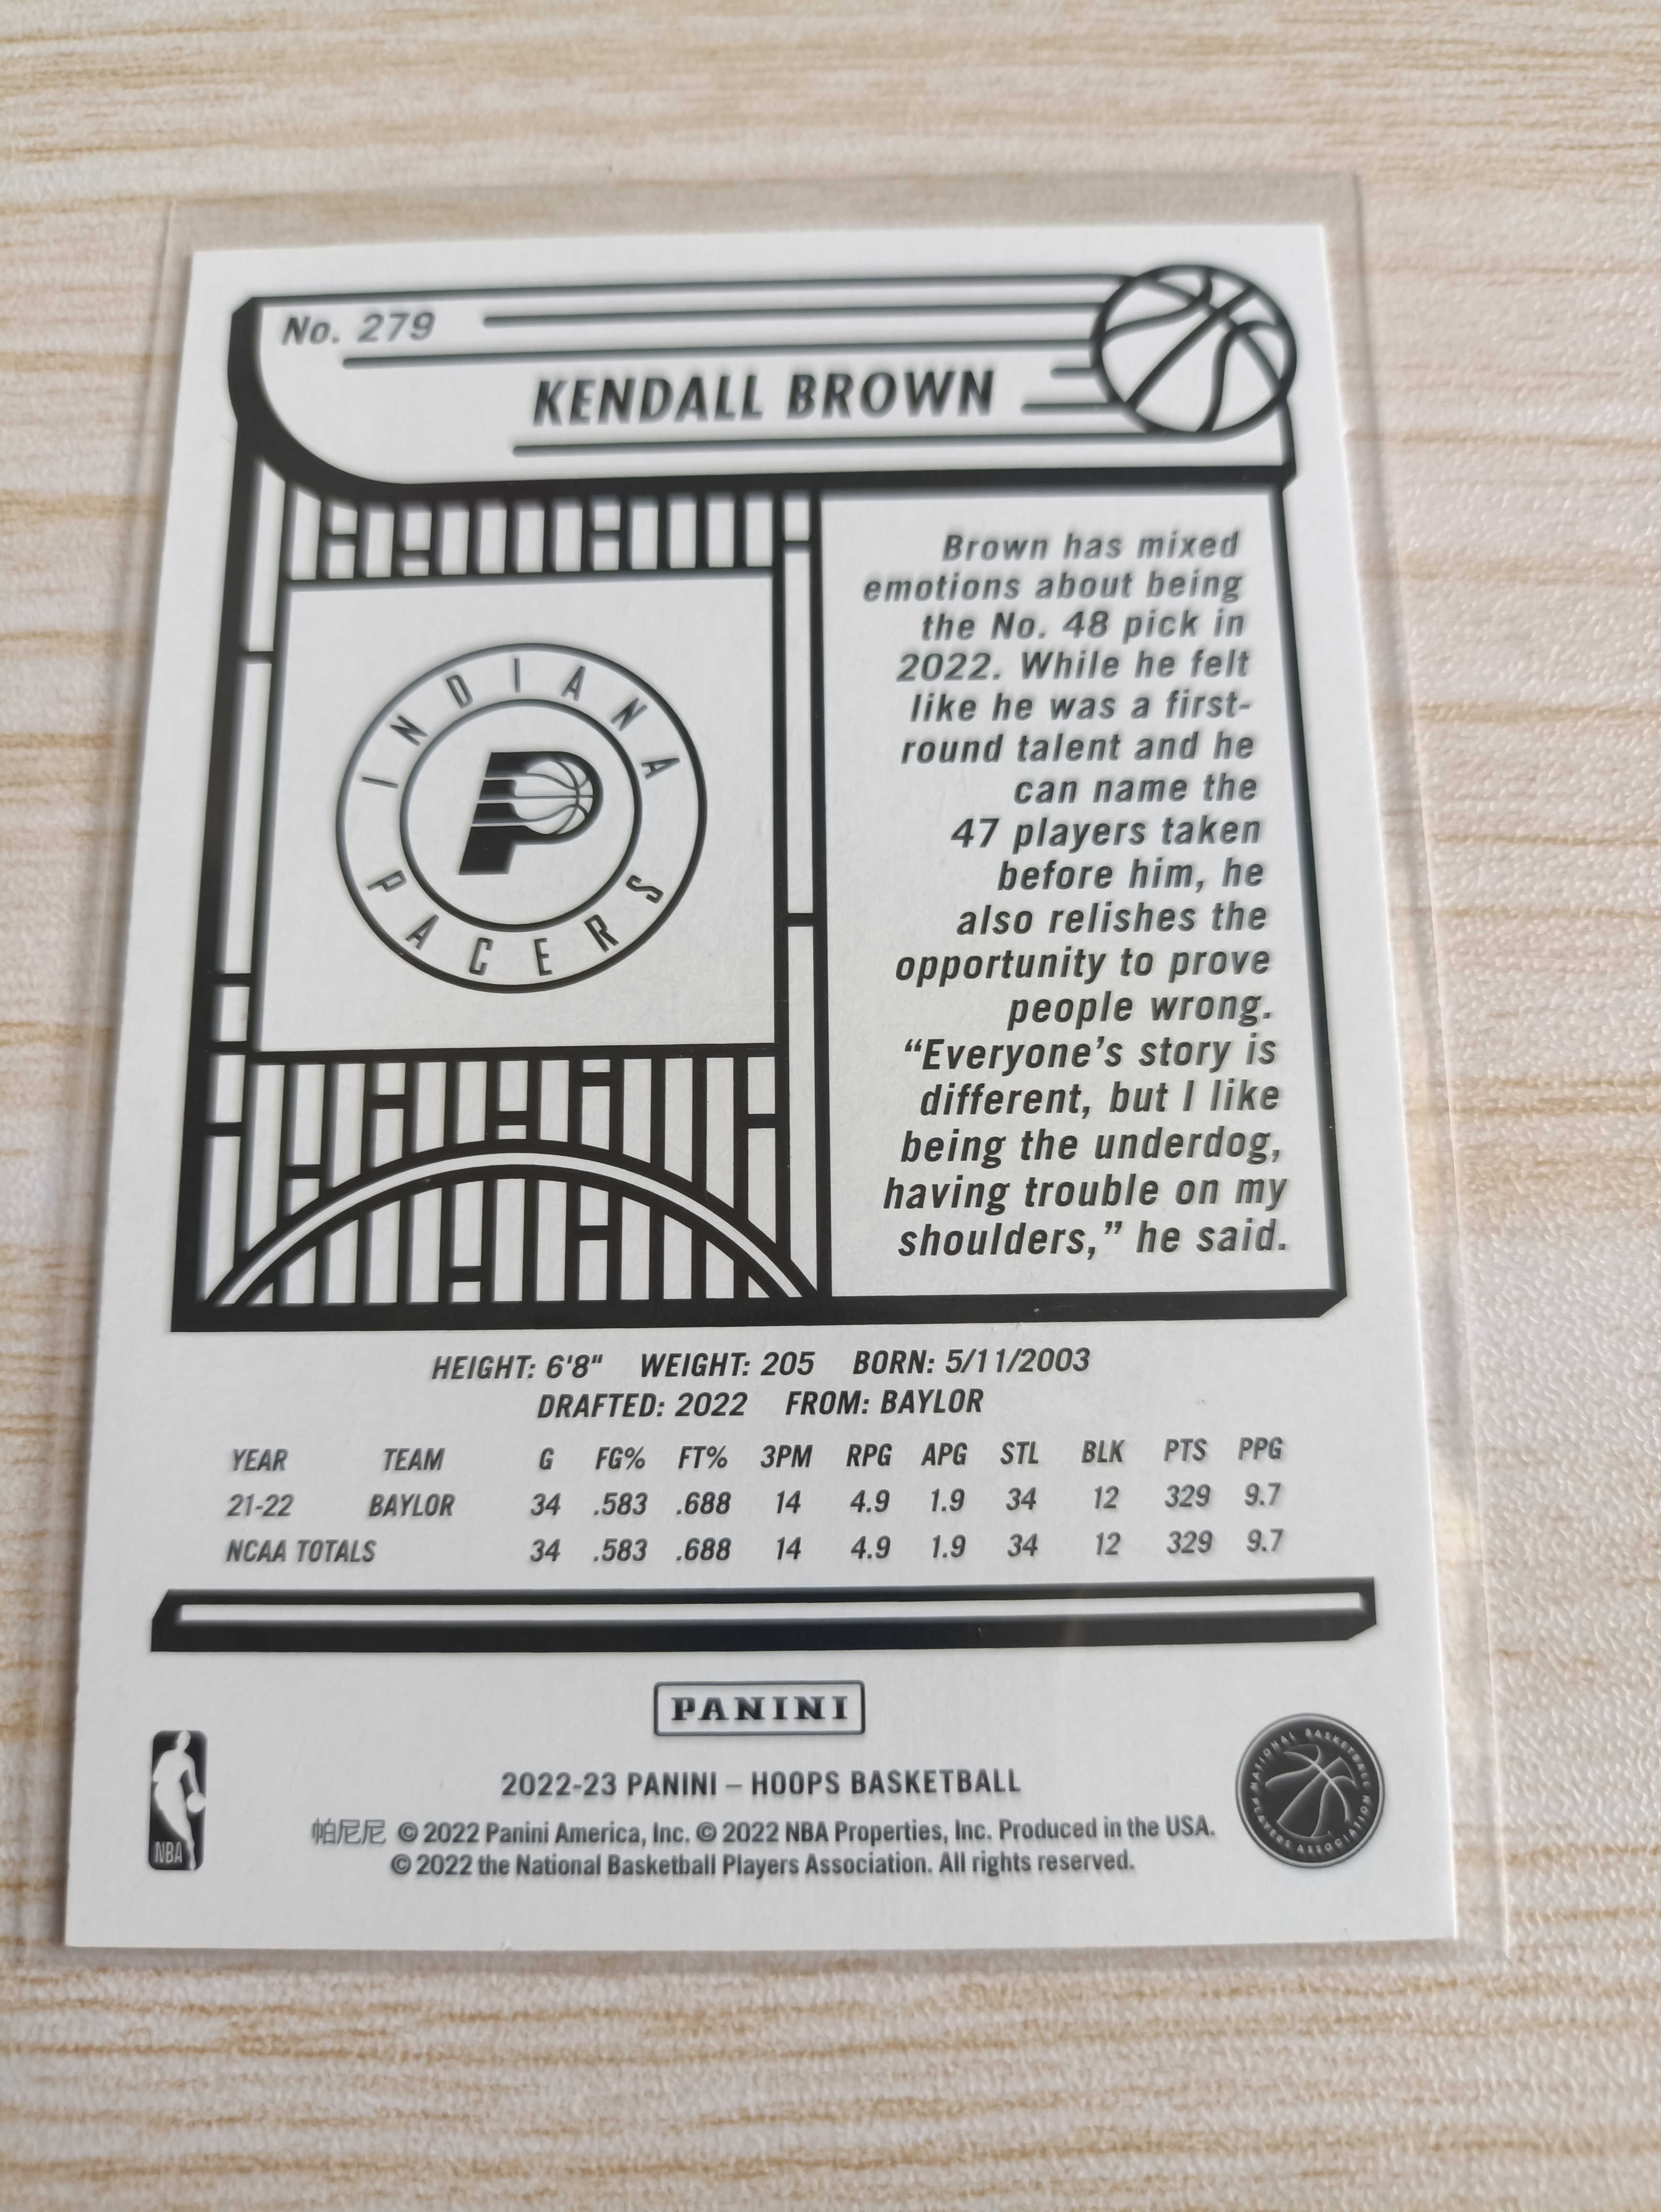 No. 279
KENDALL BROWN
INDIANA
PACERS
Brown has mixed
emotions about being
the No. 48 pick in
2022. While he felt
like he was a first-
round talent and he
can name the
47 players taken
before him, he
also relishes the
opportunity to prove
people wrong.
“Everyone’s story is
different, but I like
being the underdog,
having trouble on my
shoulders,” he said.
HEIGHT: 6'8" WEIGHT: 205 BORN: 5/11/2003
DRAFTED: 2022 FROM: BAYLOR
YEAR TEAM G FG% FT% 3PM RPG APG STL BLK PTS PPG
21-22 BAYLOR 34 .583 .688 14 4.9 1.9 34 12 329 9.7
NCAA TOTALS 34 .583 .688 14 4.9 1.9 34 12 329 9.7
PANINI
2022-23 PANINI – HOOPS BASKETBALL
帕尼尼 © 2022 Panini America, Inc. © 2022 NBA Properties, Inc. Produced in the USA.
© 2022 the National Basketball Players Association. All rights reserved.
NBA
NATIONAL BASKETBALL PLAYERS ASSOCIATION